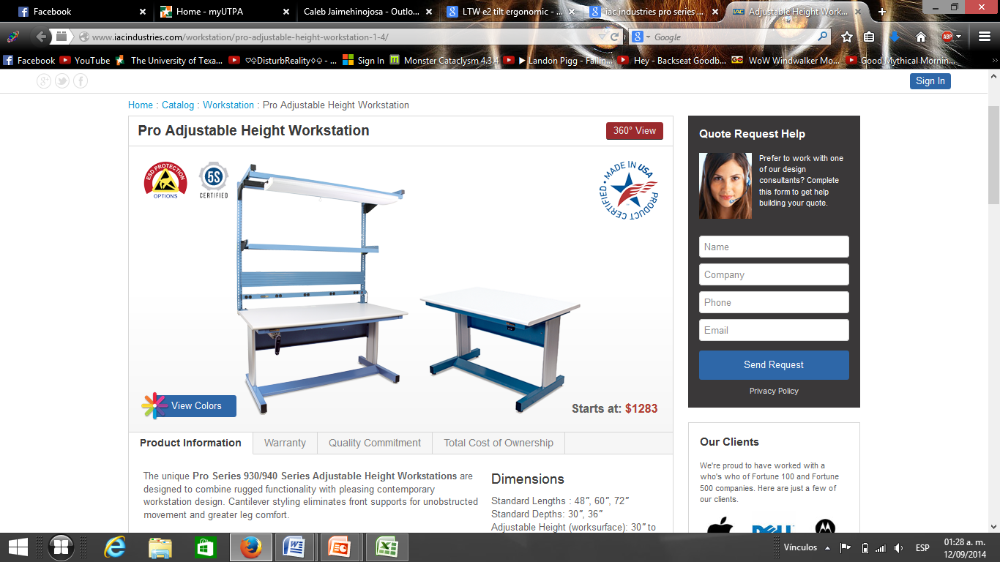 Facebook
Home - myUTPA
Caleb Jaimehinojosa - Outlo...
LTW e2 tilt ergonomic - ...
iac industries pro series ...
IAC Adjustable Height Work...
www.iacindustries.com/workstation/pro-adjustable-height-workstation-1-4/
Google
ABP
Facebook
YouTube
The University of Texa...
♡♤DisturbReality◊♤ - ...
Sign In
Monster Cataclysm 4.3.4
► Landon Pigg - Fallin...
Hey - Backseat Goodb...
WoW Windwalker Mo...
Good Mythical Mornin...
Sign In
Home : Catalog : Workstation : Pro Adjustable Height Workstation
Pro Adjustable Height Workstation
360° View
ESD PROTECTION
OPTIONS
5S
CERTIFIED
MADE IN USA
PRODUCT CERTIFIED
View Colors
Starts at: $1283
Product Information
Warranty
Quality Commitment
Total Cost of Ownership
The unique Pro Series 930/940 Series Adjustable Height Workstations are
designed to combine rugged functionality with pleasing contemporary
workstation design. Cantilever styling eliminates front supports for unobstructed
movement and greater leg comfort.
Dimensions
Standard Lengths : 48″, 60″, 72″
Standard Depths: 30″, 36″
Adjustable Height (worksurface): 30″ to
Quote Request Help
Prefer to work with one
of our design
consultants? Complete
this form to get help
building your quote.
Name
Company
Phone
Email
Send Request
Privacy Policy
Our Clients
We're proud to have worked with a
who's who of Fortune 100 and Fortune
500 companies. Here are just a few of
our clients.
DELL
Vínculos
ESP
01:28 a. m.
12/09/2014